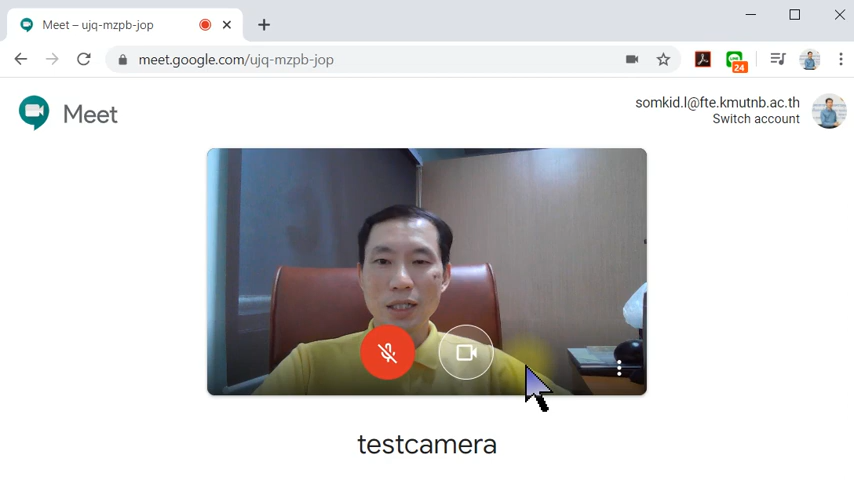 Meet – ujq-mzpb-jop
meet.google.com/ujq-mzpb-jop
24
Meet
somkid.l@fte.kmutnb.ac.th
Switch account
testcamera